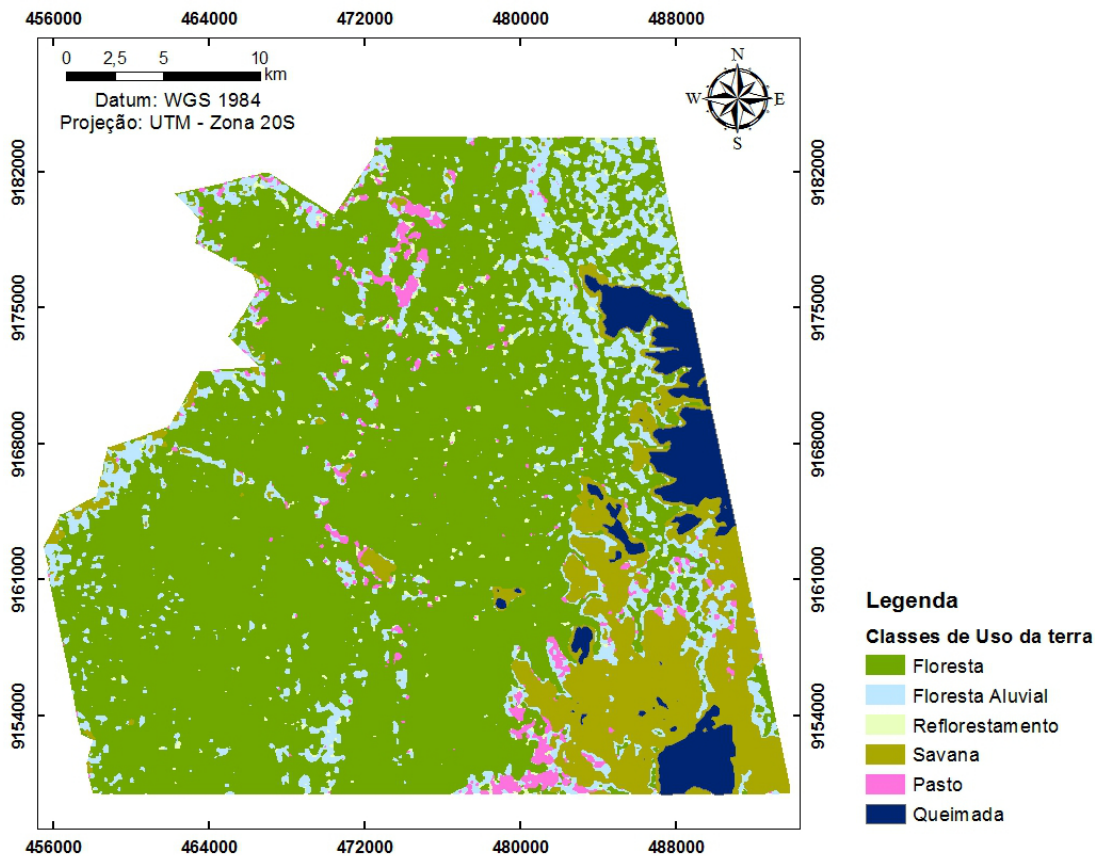 456000 464000 472000 480000 488000
0 2,5 5 10
km
Datum: WGS 1984
Projeção: UTM - Zona 20S
N
W E
S
9182000 9182000
9175000 9175000
9168000 9168000
9161000 9161000
9154000 9154000
456000 464000 472000 480000 488000
Legenda
Classes de Uso da terra
Floresta
Floresta Aluvial
Reflorestamento
Savana
Pasto
Queimada